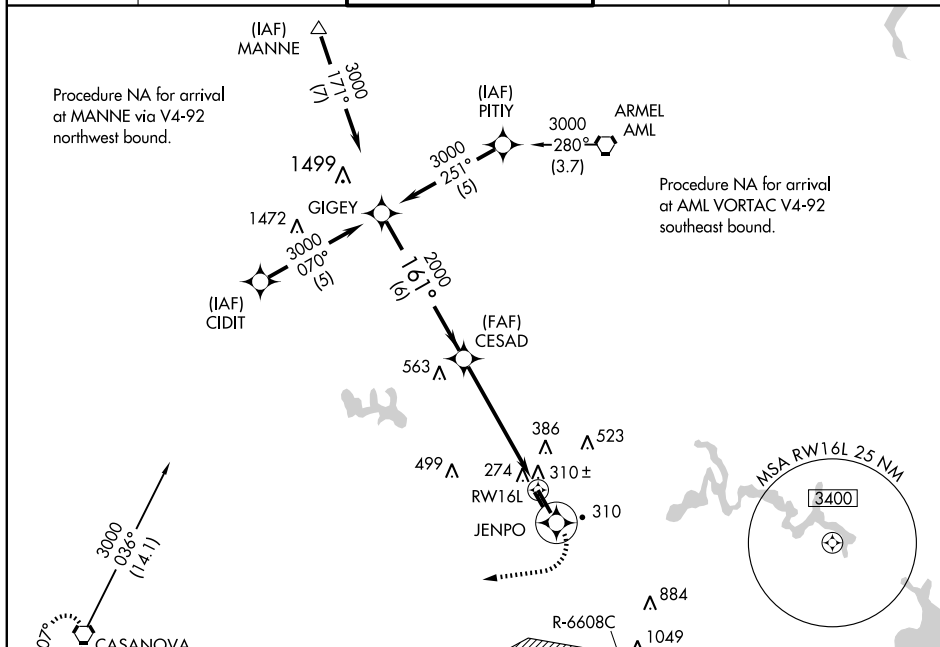 (IAF)
MANNE
3000
171°
(7)
Procedure NA for arrival
at MANNE via V4-92
northwest bound.
(IAF)
PITIY
ARMEL
AML
3000
280°
(3.7)
3000
251°
(5)
1499
Procedure NA for arrival
at AML VORTAC V4-92
southeast bound.
GIGEY
1472
3000
070°
(5)
(IAF)
CIDIT
2000
161°
(6)
(FAF)
CESAD
563
386
523
499
274
310 ±
RW16L
JENPO
310
MSA RW16L 25 NM
3400
3000
036°
(14.1)
884
R-6608C
1049
07°
CASANOVA